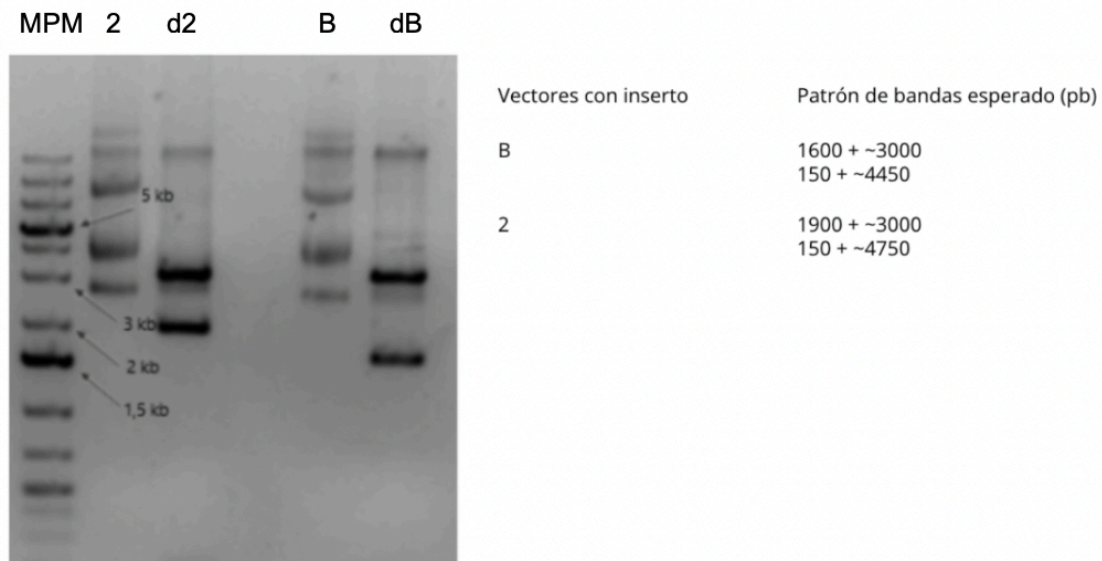 MPM 2 d2 B dB
5 kb
3 kb
2 kb
1,5 kb
Vectores con inserto Patrón de bandas esperado (pb)
B 1600 + ~3000
150 + ~4450
2 1900 + ~3000
150 + ~4750